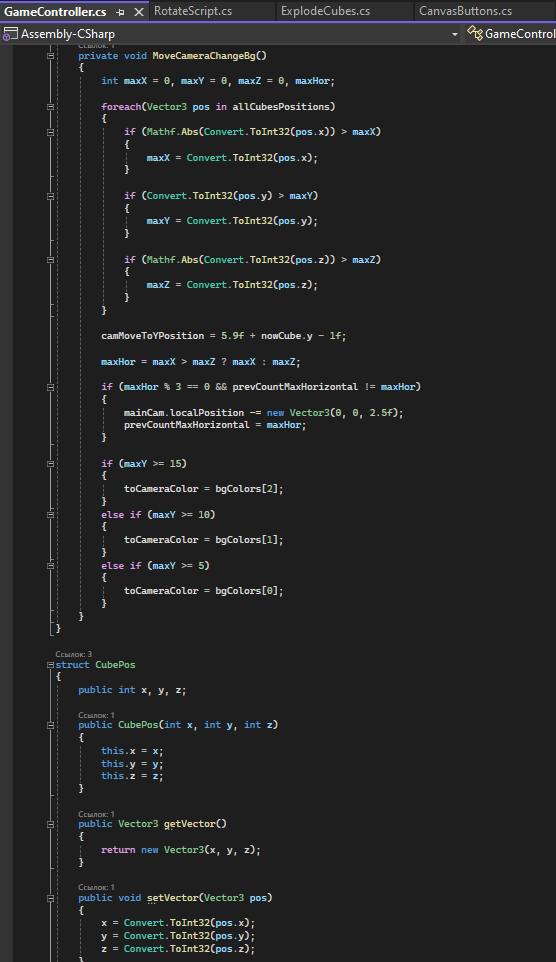 GameController.cs
RotateScript.cs
ExplodeCubes.cs
CanvasButtons.cs
Assembly-CSharp
GameControl
Ссылок: 1
private void MoveCameraChangeBg()
{
int maxX = 0, maxY = 0, maxZ = 0, maxHor;
foreach(Vector3 pos in allCubesPositions)
{
if (Mathf.Abs(Convert.ToInt32(pos.x)) > maxX)
{
maxX = Convert.ToInt32(pos.x);
}
if (Convert.ToInt32(pos.y) > maxY)
{
maxY = Convert.ToInt32(pos.y);
}
if (Mathf.Abs(Convert.ToInt32(pos.z)) > maxZ)
{
maxZ = Convert.ToInt32(pos.z);
}
}
camMoveToYPosition = 5.9f + nowCube.y - 1f;
maxHor = maxX > maxZ ? maxX : maxZ;
if (maxHor % 3 == 0 && prevCountMaxHorizontal != maxHor)
{
mainCam.localPosition -= new Vector3(0, 0, 2.5f);
prevCountMaxHorizontal = maxHor;
}
if (maxY >= 15)
{
toCameraColor = bgColors[2];
}
else if (maxY >= 10)
{
toCameraColor = bgColors[1];
}
else if (maxY >= 5)
{
toCameraColor = bgColors[0];
}
}
}
Ссылок: 3
struct CubePos
{
public int x, y, z;
Ссылок: 1
public CubePos(int x, int y, int z)
{
this.x = x;
this.y = y;
this.z = z;
}
Ссылок: 1
public Vector3 getVector()
{
return new Vector3(x, y, z);
}
Ссылок: 1
public void setVector(Vector3 pos)
{
x = Convert.ToInt32(pos.x);
y = Convert.ToInt32(pos.y);
z = Convert.ToInt32(pos.z);
}